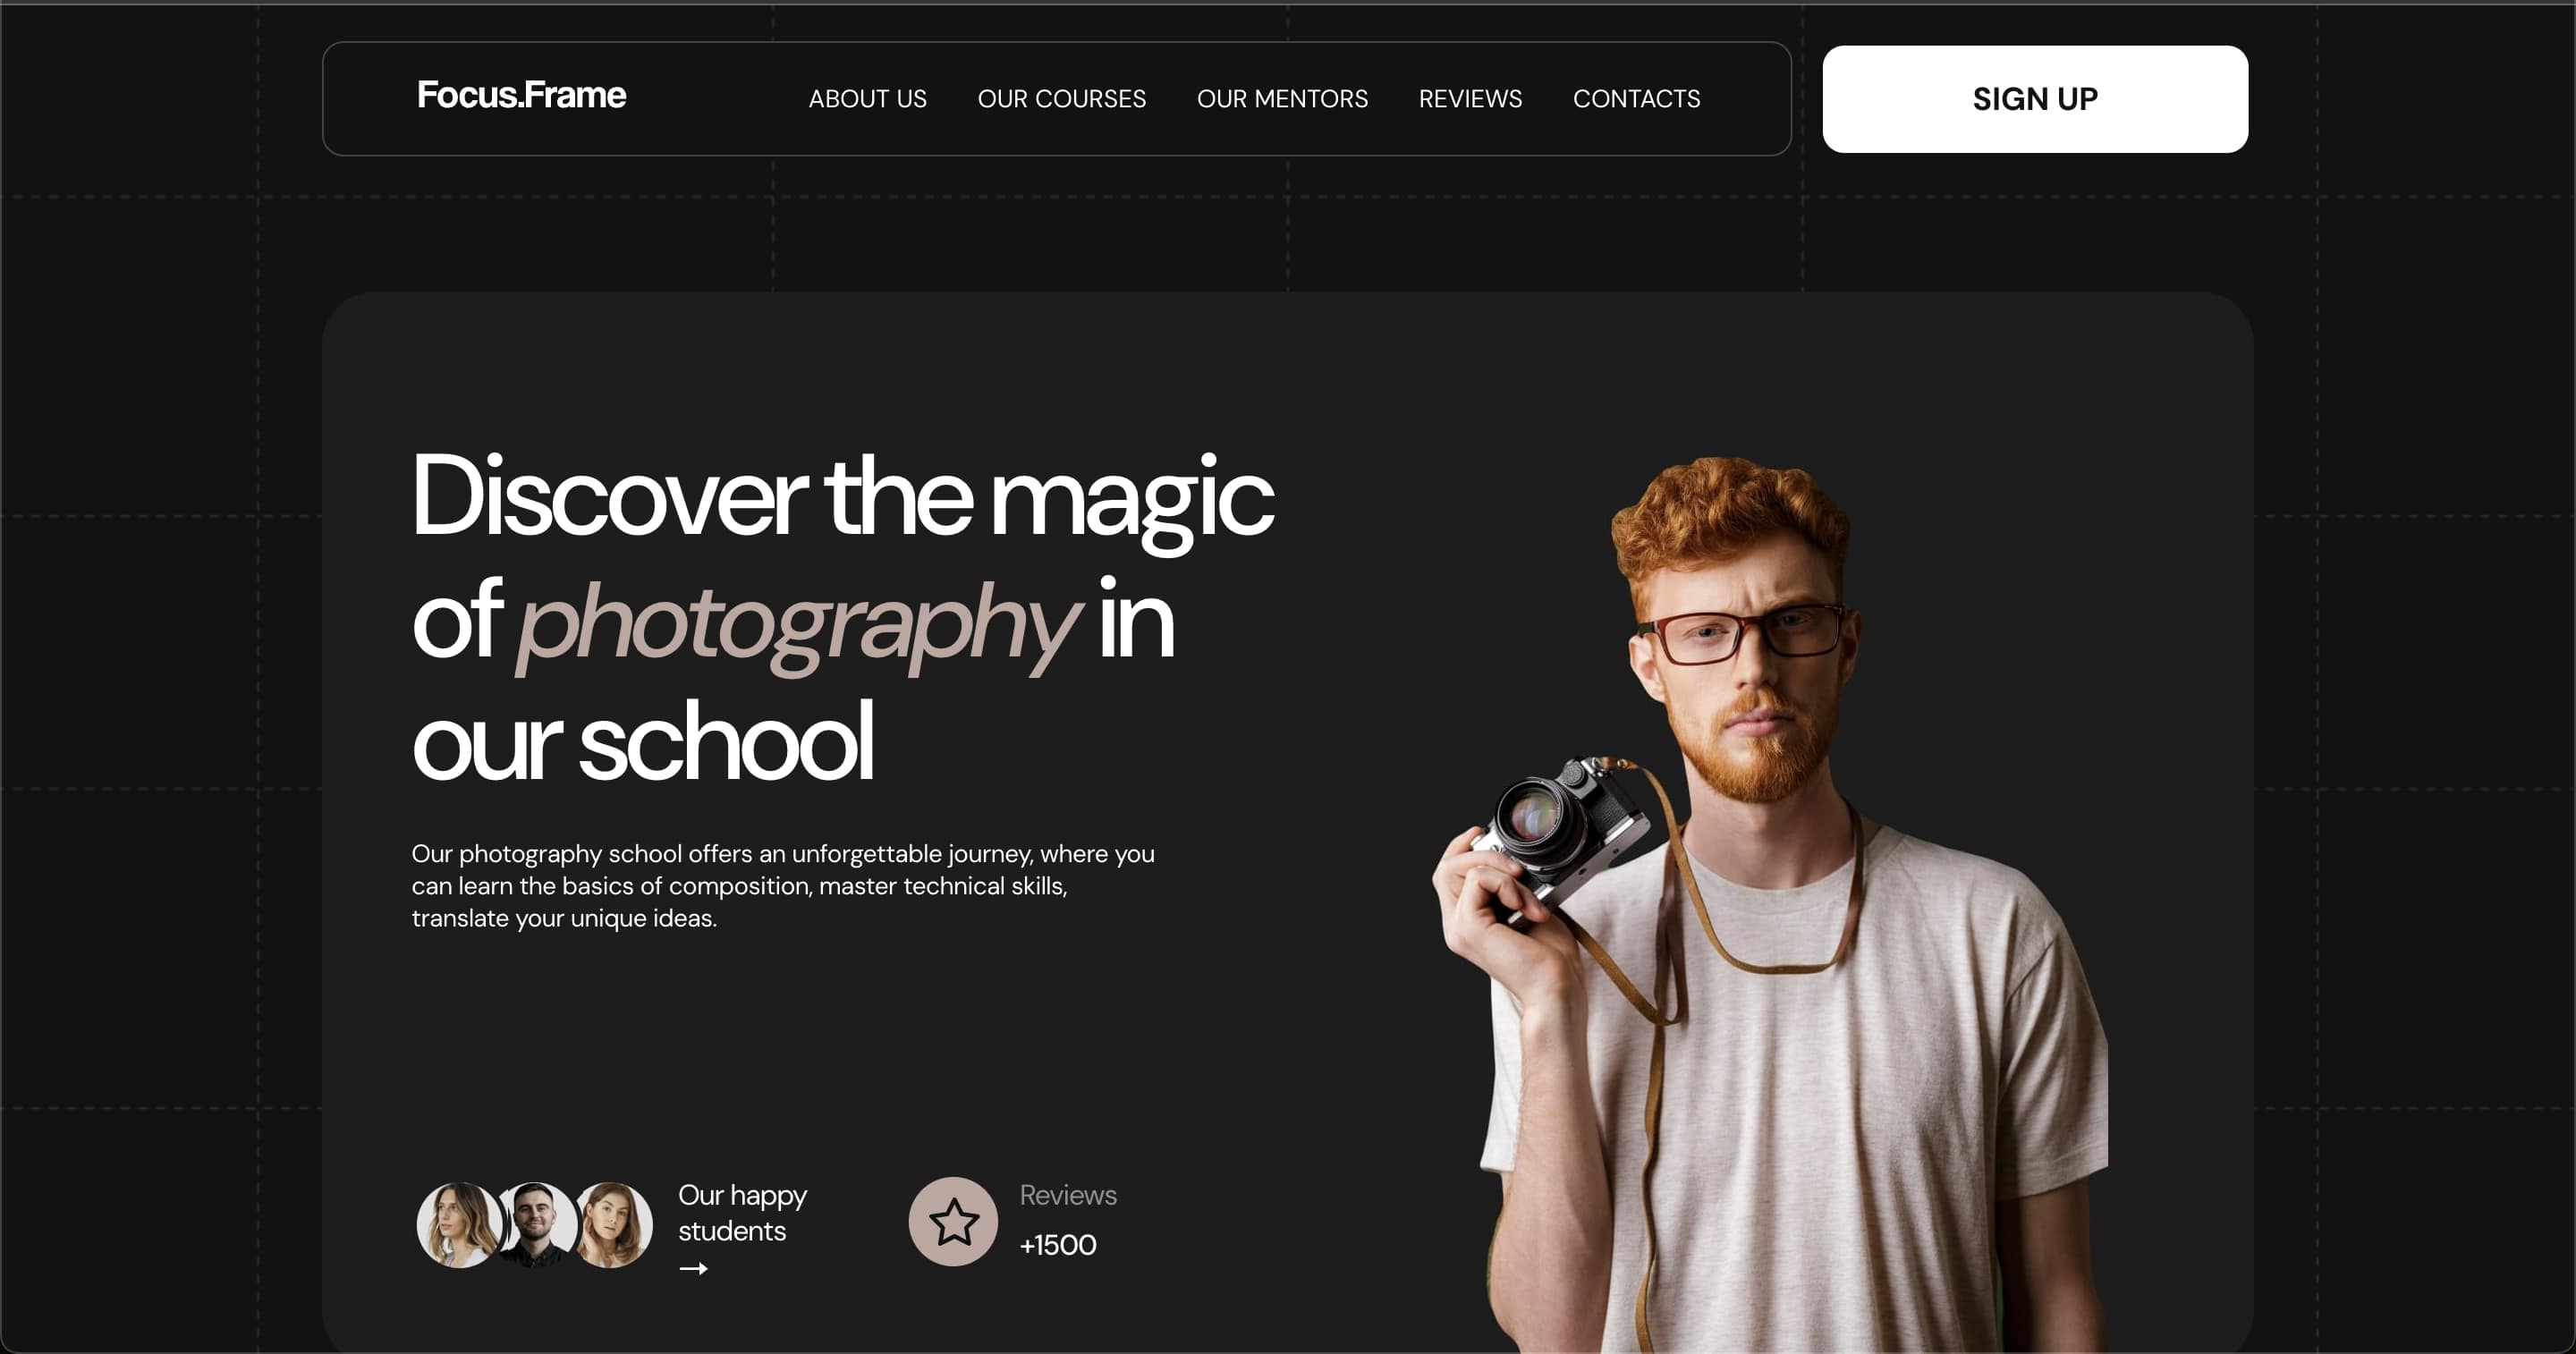 Focus.Frame
ABOUT US
OUR COURSES
OUR MENTORS
REVIEWS
CONTACTS
SIGN UP
Discover the magic
of photography in
our school
Our photography school offers an unforgettable journey, where you
can learn the basics of composition, master technical skills,
translate your unique ideas.
Our happy
students
→
Reviews
+1500